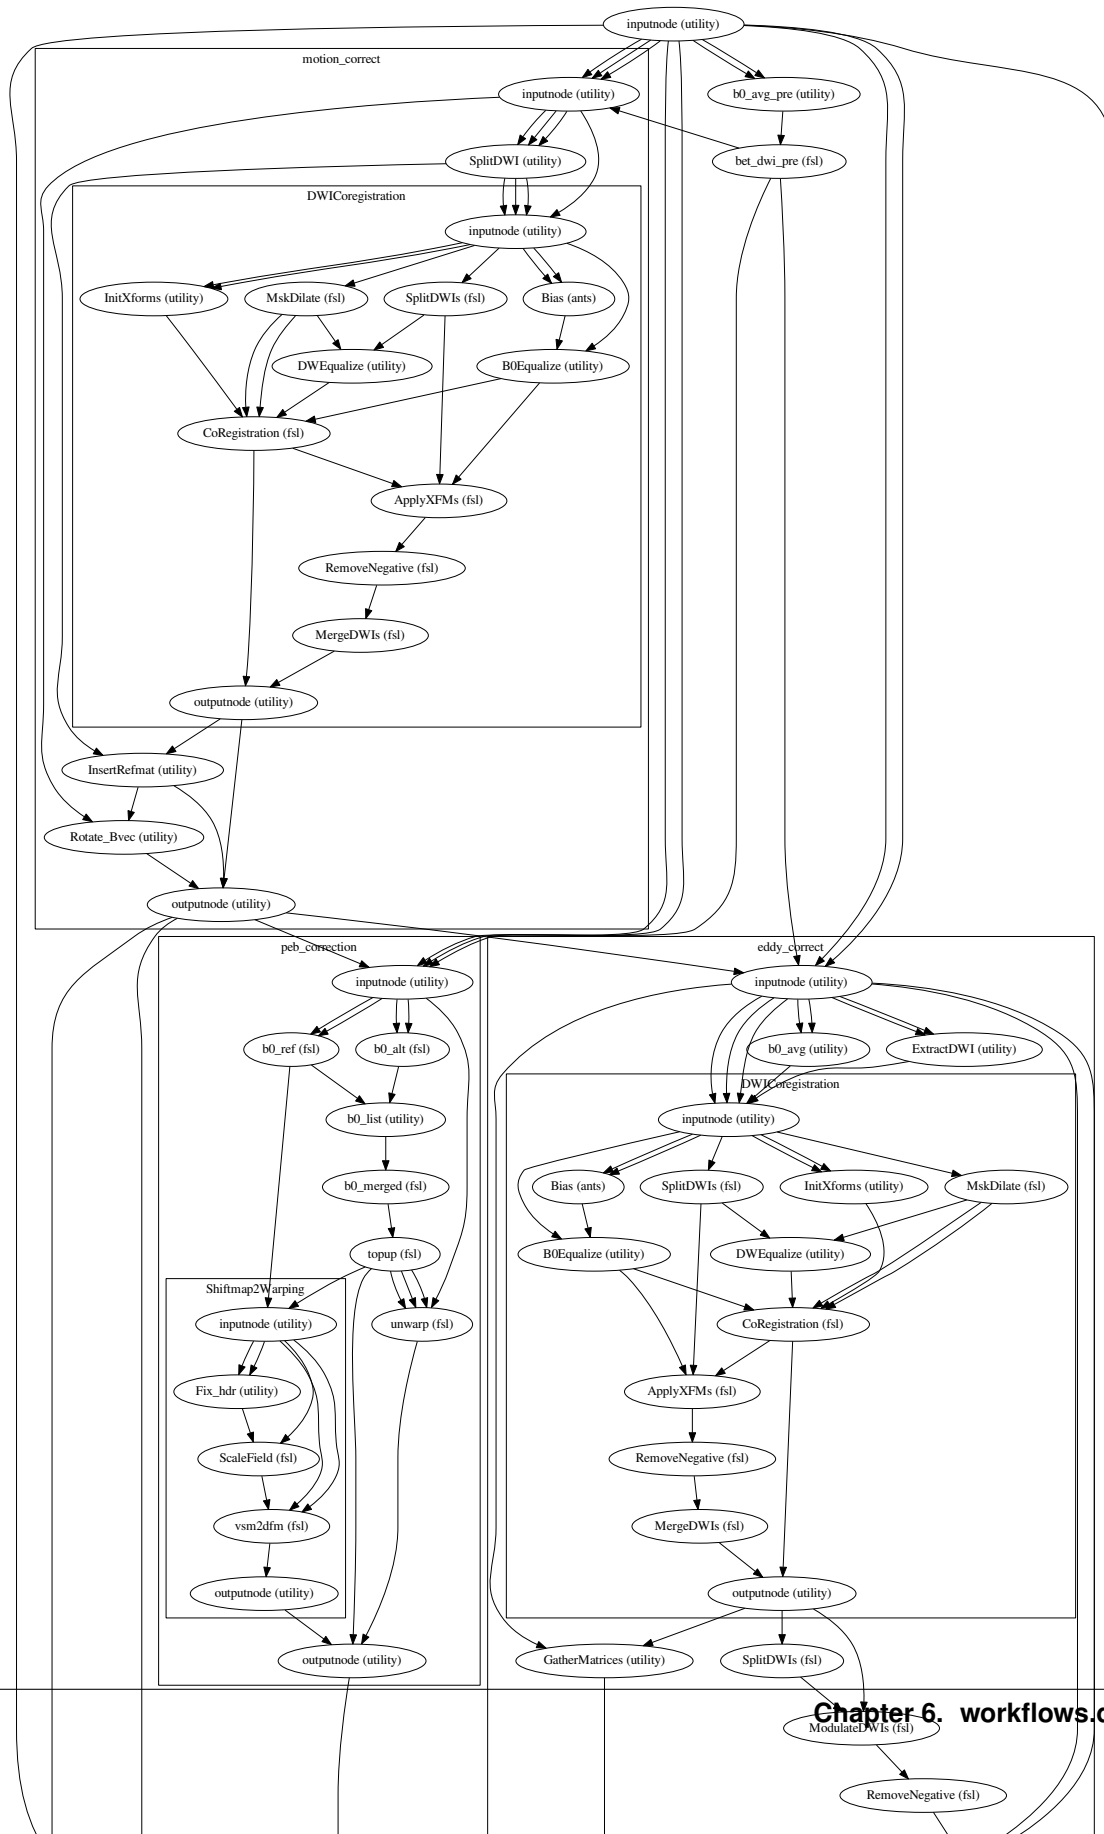 inputnode (utility)
motion_correct
inputnode (utility)
b0_avg_pre (utility)
SplitDWI (utility)
bet_dwi_pre (fsl)
DWICoregistration
inputnode (utility)
InitXforms (utility)
MskDilate (fsl)
SplitDWIs (fsl)
Bias (ants)
DWEqualize (utility)
B0Equalize (utility)
CoRegistration (fsl)
ApplyXFMs (fsl)
RemoveNegative (fsl)
MergeDWIs (fsl)
outputnode (utility)
InsertRefmat (utility)
Rotate_Bvec (utility)
outputnode (utility)
peb_correction
eddy_correct
inputnode (utility)
inputnode (utility)
b0_ref (fsl)
b0_alt (fsl)
b0_avg (utility)
ExtractDWI (utility)
DWICoregistration
b0_list (utility)
inputnode (utility)
b0_merged (fsl)
Bias (ants)
SplitDWIs (fsl)
InitXforms (utility)
MskDilate (fsl)
topup (fsl)
B0Equalize (utility)
DWEqualize (utility)
Shiftmap2Warping
inputnode (utility)
unwarp (fsl)
CoRegistration (fsl)
Fix_hdr (utility)
ApplyXFMs (fsl)
ScaleField (fsl)
RemoveNegative (fsl)
vsm2dfm (fsl)
MergeDWIs (fsl)
outputnode (utility)
outputnode (utility)
outputnode (utility)
GatherMatrices (utility)
SplitDWIs (fsl)
Chapter 6. workflows.
ModulateDWIs (fsl)
RemoveNegative (fsl)